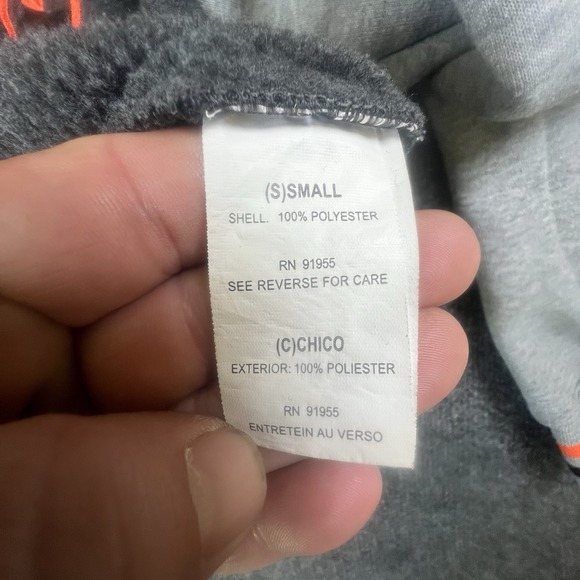 (S)SMALL
SHELL. 100% POLYESTER
RN 91955
SEE REVERSE FOR CARE
(C)CHICO
EXTERIOR: 100% POLIESTER
RN 91955
ENTRETEIN AU VERSO